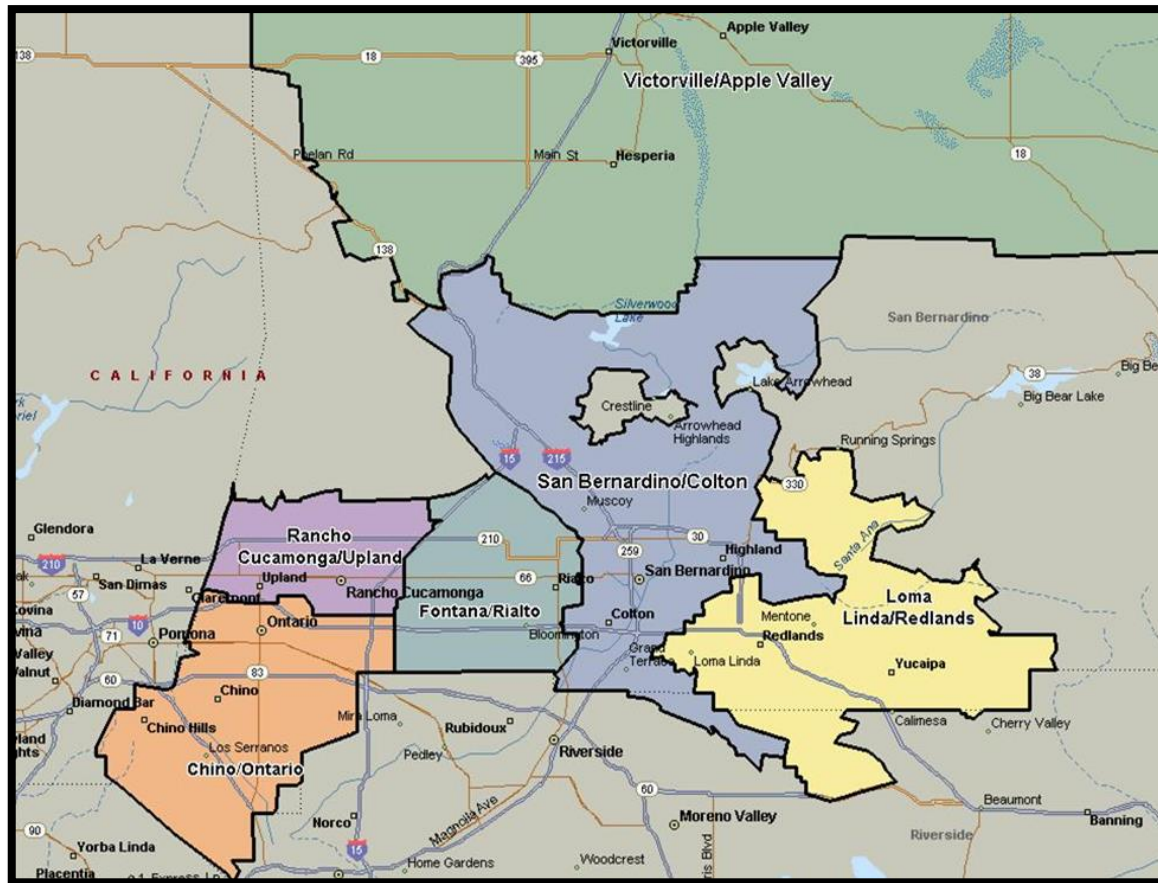 Apple Valley
Victorville
138
18
395
Victorville/Apple Valley
Phelan Rd
Main St
Hesperia
18
138
Silverwood
Lake
San Bernardino
CALIFORNIA
38
Lake Arrowhead
Crestline
Big Bear Lake
Arrowhead
Highlands
Running Springs
15
215
San Bernardino/Colton
330
Muscoy
Glendora
Rancho
Cucamonga/Upland
210
30
Santa Ana
210
La Verne
259
Highland
San Dimas
Upland
66
Rialto
San Bernardino
57
Claremont
Rancho Cucamonga
Loma
Linda/Redlands
Covina
Fontana/Rialto
Colton
Mentone
10
Ontario
Bloomington
71
Pomona
Redlands
Valley
Grand
Terrace
Loma Linda
Walnut
60
83
Yucaipa
Chino
Diamond Bar
Chino Hills
Mira Loma
Rubidoux
Calimesa
Cherry Valley
Los Serranos
Pedley
Riverside
Chino/Ontario
60
Beaumont
Norco
Magnolia Ave
Moreno Valley
Banning
90
15
Riverside
Yorba Linda
Blvd
Placentia
Home Gardens
Woodcrest